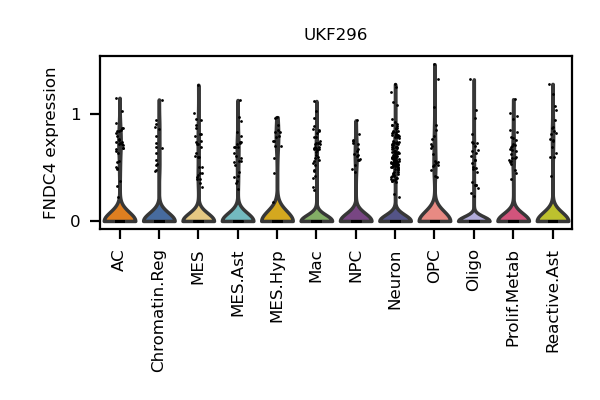 UKF296
FNDC4 expression
1
0
AC
Chromatin.Reg
MES
MES.Ast
MES.Hyp
Mac
NPC
Neuron
OPC
Oligo
Prolif.Metab
Reactive.Ast